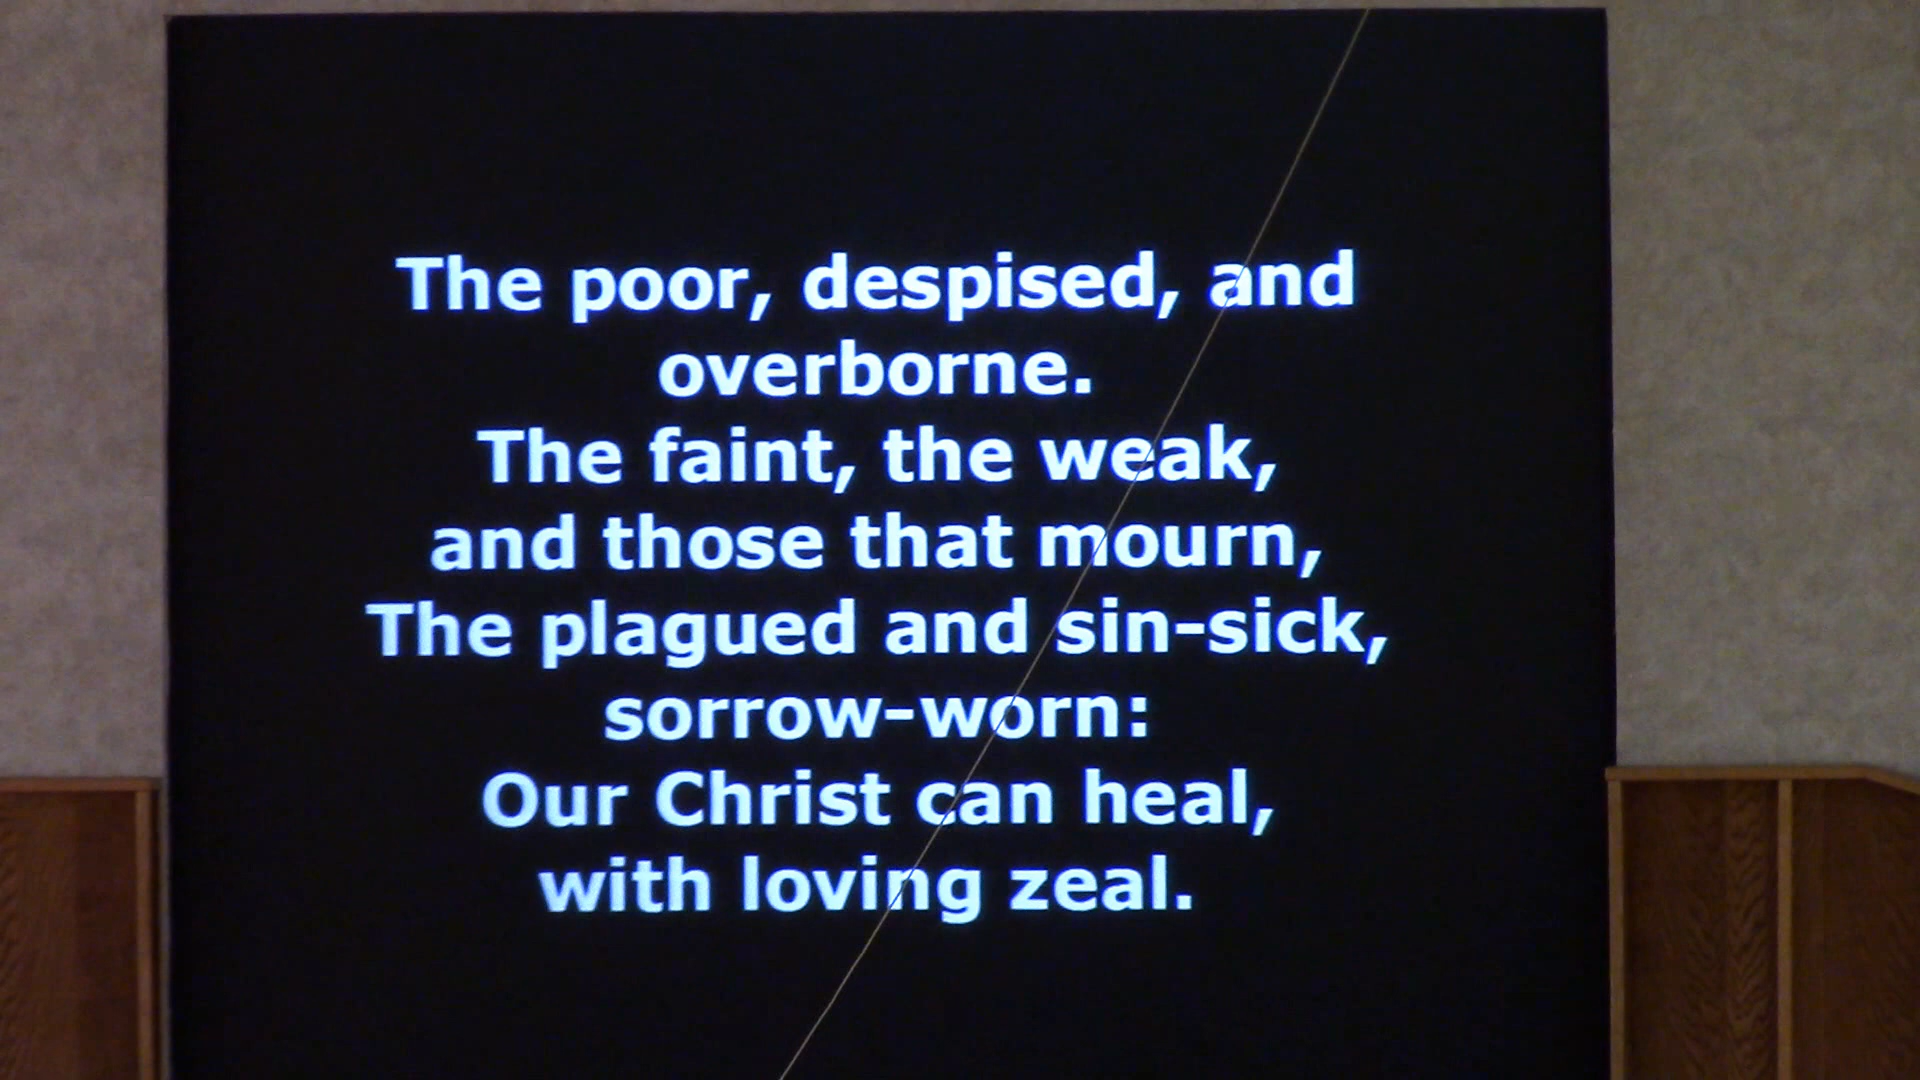 The poor, despised, and
overborne.
The faint, the weak,
and those that mourn,
The plagued and sin-sick,
sorrow-worn:
Our Christ can heal,
with loving zeal.